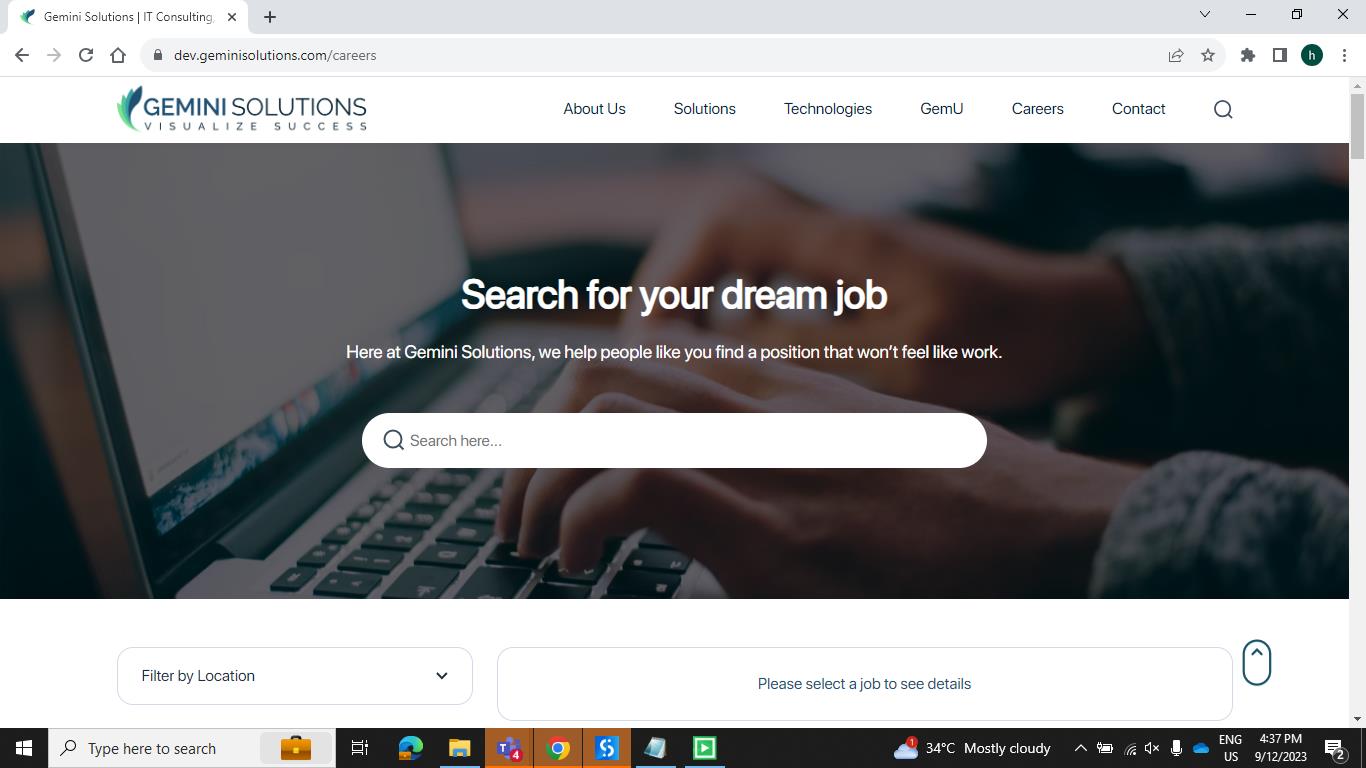 Gemini Solutions | IT Consulting,
dev.geminisolutions.com/careers
h
GEMINI SOLUTIONS
VISUALIZE SUCCESS
About Us
Solutions
Technologies
GemU
Careers
Contact
Search for your dream job
Here at Gemini Solutions, we help people like you find a position that won’t feel like work.
Search here...
Filter by Location
Please select a job to see details
Type here to search
4
1
34°C Mostly cloudy
ENG
US
4:37 PM
9/12/2023
2